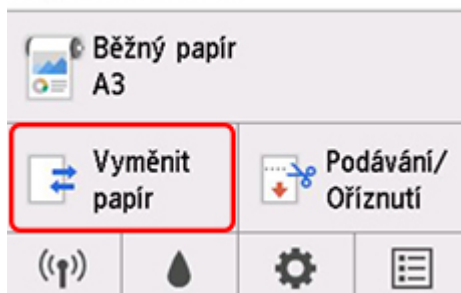 Běžný papír
A3
Vyměnit
papír
Podávání/
Oříznutí